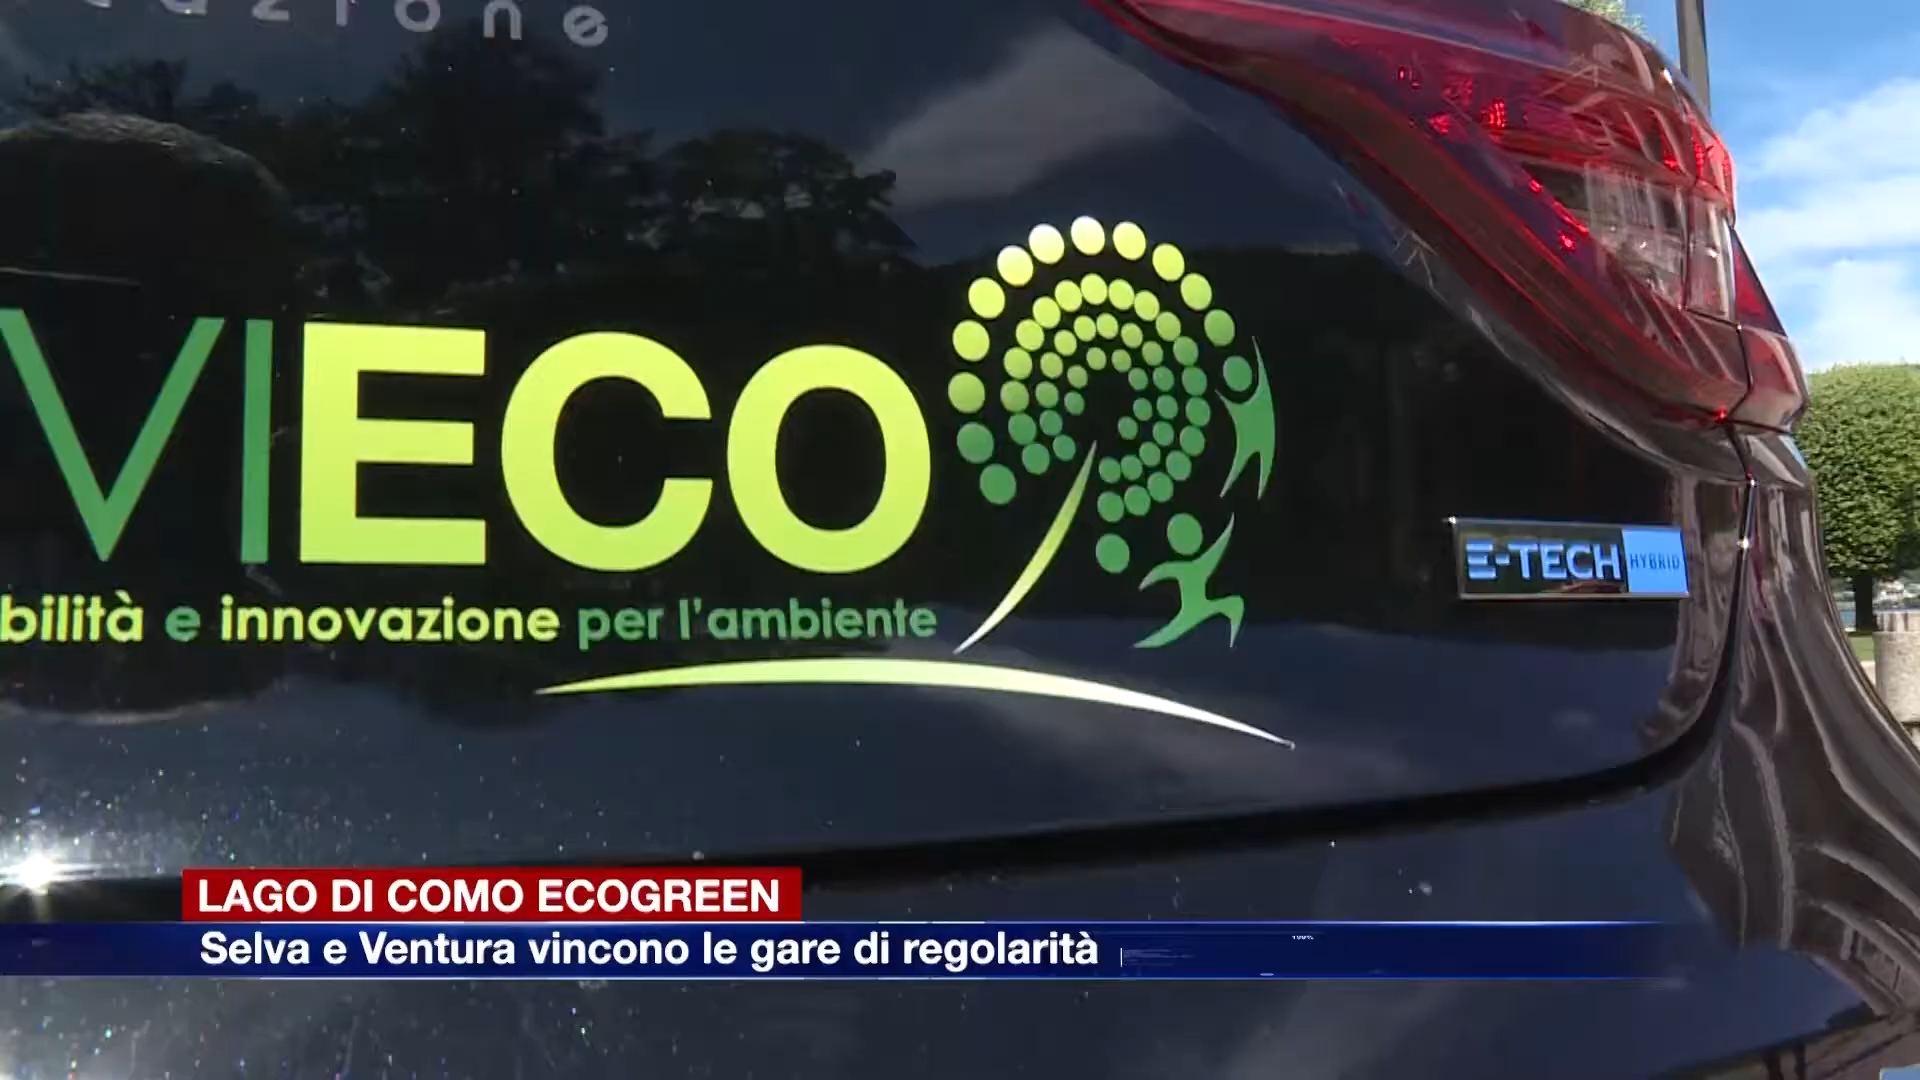 VIECO
bilità e innovazione per l'ambiente
E-TECH HYBRID
LAGO DI COMO ECOGREEN
Selva e Ventura vincono le gare di regolarità